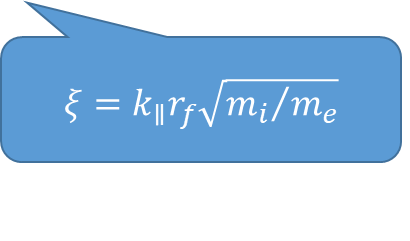 ξ = k∥r_f√(m_i/m_e)